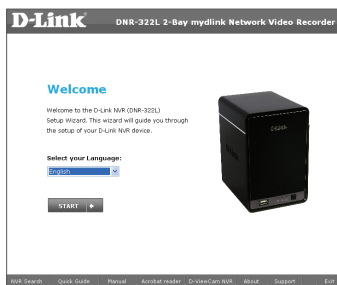 D-Link DNR-322L 2-Bay mydlink Network Video Recorder
Welcome
Welcome to the D-Link NVR (DNR-322L)
Setup Wizard. This wizard will guide you through
the setup of your D-Link NVR device.
Select your Language:
English
START
D-Link
NVR Search Quick Guide Manual Acrobat reader D-ViewCam NVR About Support Exit